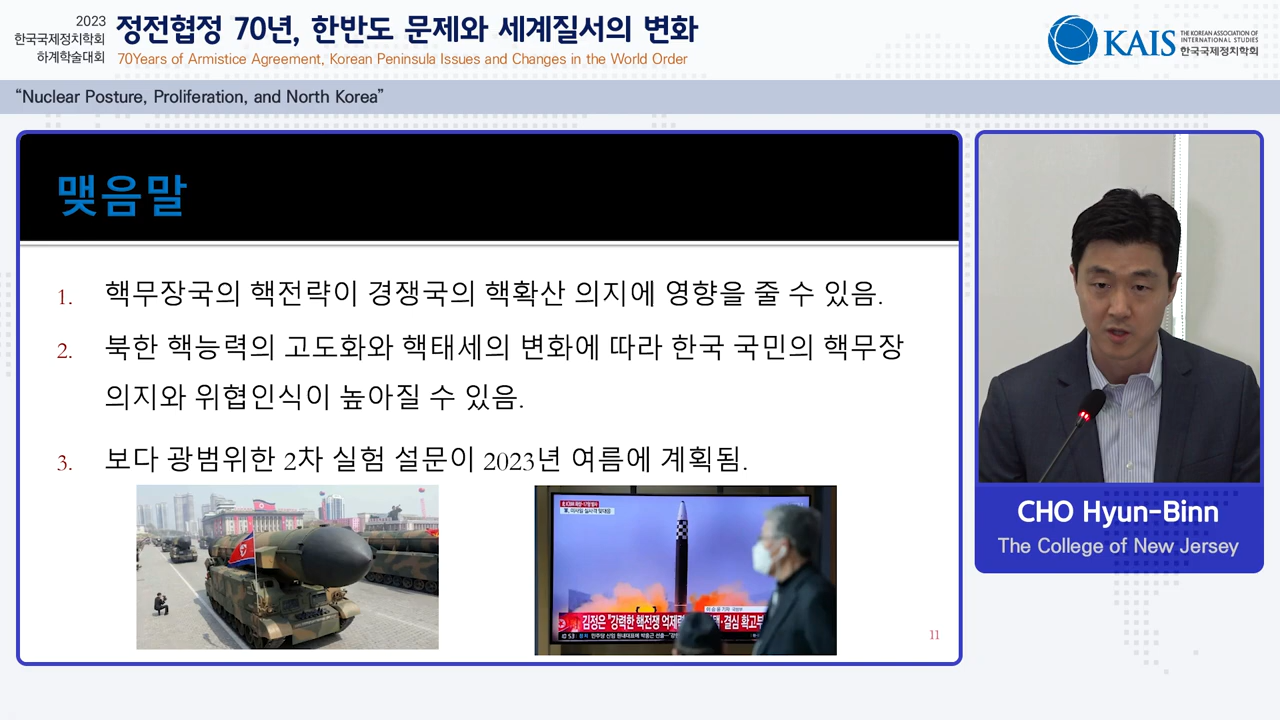 2023
한국국제정치학회
하계학술대회
정전협정 70년, 한반도 문제와 세계질서의 변화
70Years of Armistice Agreement, Korean Peninsula Issues and Changes in the World Order
KAIS
THE KOREAN ASSOCIATION OF
INTERNATIONAL STUDIES
한국국제정치학회
“Nuclear Posture, Proliferation, and North Korea”
맺음말
1. 핵무장국의 핵전략이 경쟁국의 핵확산 의지에 영향을 줄 수 있음.
2. 북한 핵능력의 고도화와 핵태세의 변화에 따라 한국 국민의 핵무장
의지와 위협인식이 높아질 수 있음.
3. 보다 광범위한 2차 실험 설문이 2023년 여름에 계획됨.
김정은 "강력한 핵전쟁 억제력
결심 확고부
11
CHO Hyun-Binn
The College of New Jersey